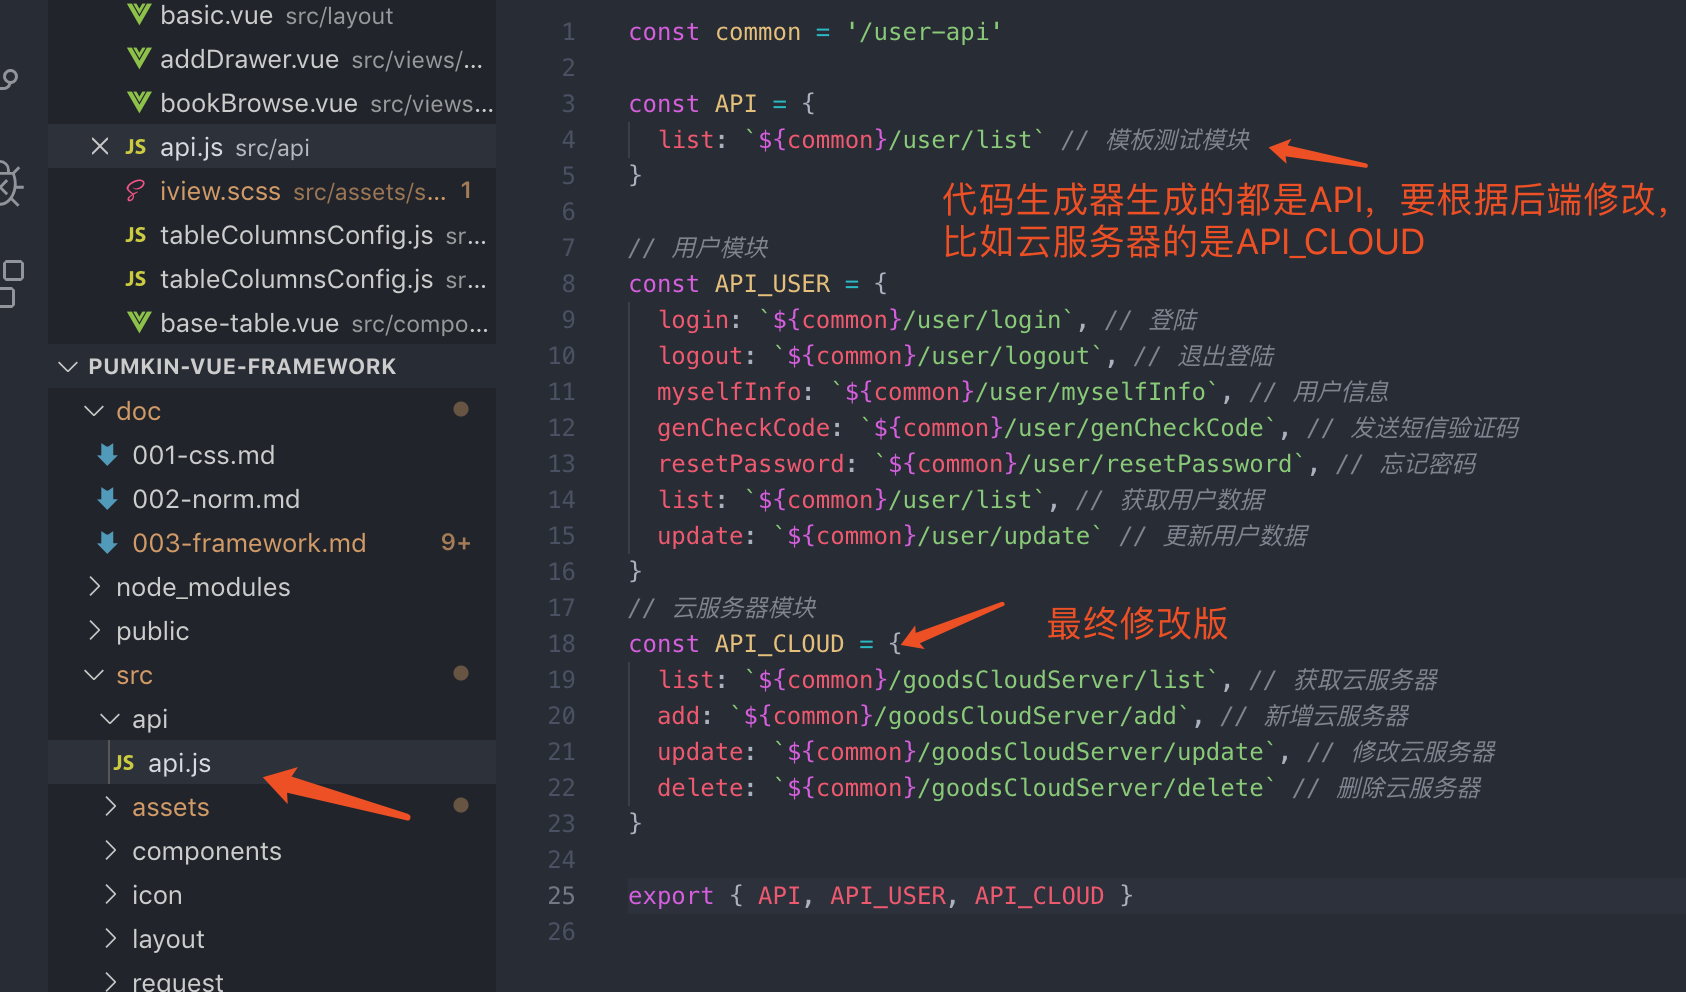 basic.vue src/layout
addDrawer.vue src/views/...
bookBrowse.vue src/views...
JS api.js src/api
iview.scss src/assets/s... 1
JS tableColumnsConfig.js sr...
JS tableColumnsConfig.js sr...
base-table.vue src/compo...
PUMKIN-VUE-FRAMEWORK
doc
001-css.md
002-norm.md
003-framework.md 9+
node_modules
public
src
api
JS api.js
assets
components
icon
layout
request
1 const common = '/user-api'
2
3 const API = {
4 list: `${common}/user/list` // 模板测试模块
5 }
代码生成器生成的都是API，要根据后端修改，
比如云服务器的是API_CLOUD
6
7 // 用户模块
8 const API_USER = {
9 login: `${common}/user/login`, // 登陆
10 logout: `${common}/user/logout`, // 退出登陆
11 myselfInfo: `${common}/user/myselfInfo`, // 用户信息
12 genCheckCode: `${common}/user/genCheckCode`, // 发送短信验证码
13 resetPassword: `${common}/user/resetPassword`, // 忘记密码
14 list: `${common}/user/list`, // 获取用户数据
15 update: `${common}/user/update` // 更新用户数据
16 }
17 // 云服务器模块
最终修改版
18 const API_CLOUD = {
19 list: `${common}/goodsCloudServer/list`, // 获取云服务器
20 add: `${common}/goodsCloudServer/add`, // 新增云服务器
21 update: `${common}/goodsCloudServer/update`, // 修改云服务器
22 delete: `${common}/goodsCloudServer/delete` // 删除云服务器
23 }
24
25 export { API, API_USER, API_CLOUD }
26